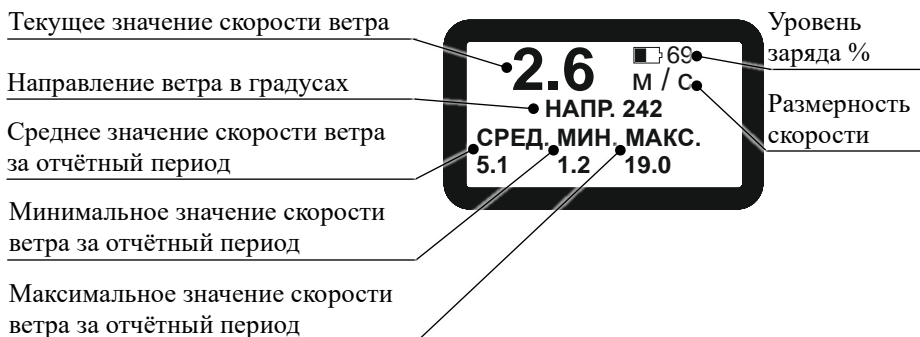 Текущее значение скорости ветра
Направление ветра в градусах
Среднее значение скорости ветра
за отчётный период
Минимальное значение скорости
ветра за отчётный период
Максимальное значение скорости
ветра за отчётный период
2.6
69
М / С
НАПР. 242
СРЕД. МИН. МАКС.
5.1 1.2 19.0
Уровень
заряда %
Размерность
скорости